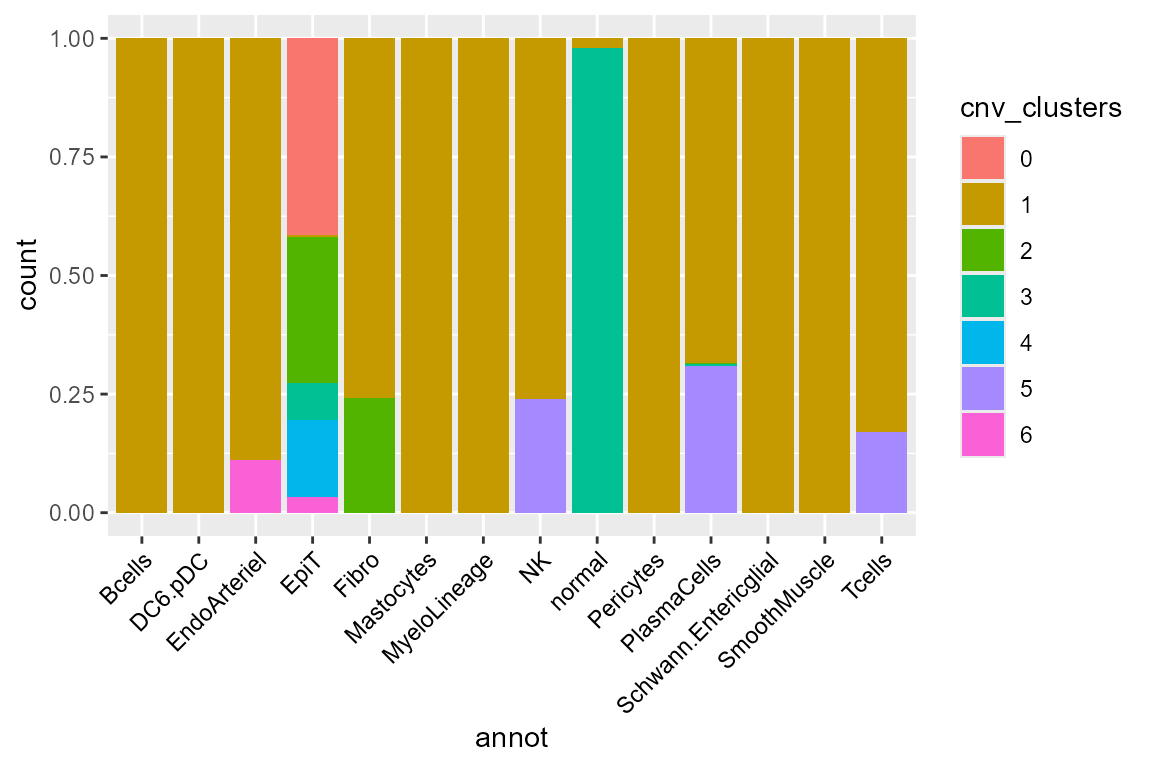 1.00
0.75
0.50
0.25
0.00
count
Bcells
DC6.pDC
EndoArteriel
EpiT
Fibro
Mastocytes
MyeloLineage
NK
normal
Pericytes
PlasmaCells
Schwann.Entericglial
SmoothMuscle
Tcells
annot
cnv_clusters
0
1
2
3
4
5
6